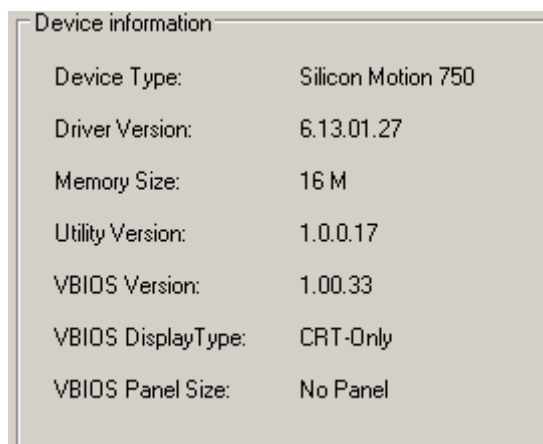 Device information
Device Type: Silicon Motion 750
Driver Version: 6.13.01.27
Memory Size: 16 M
Utility Version: 1.0.0.17
VBIOS Version: 1.00.33
VBIOS DisplayType: CRT-Only
VBIOS Panel Size: No Panel